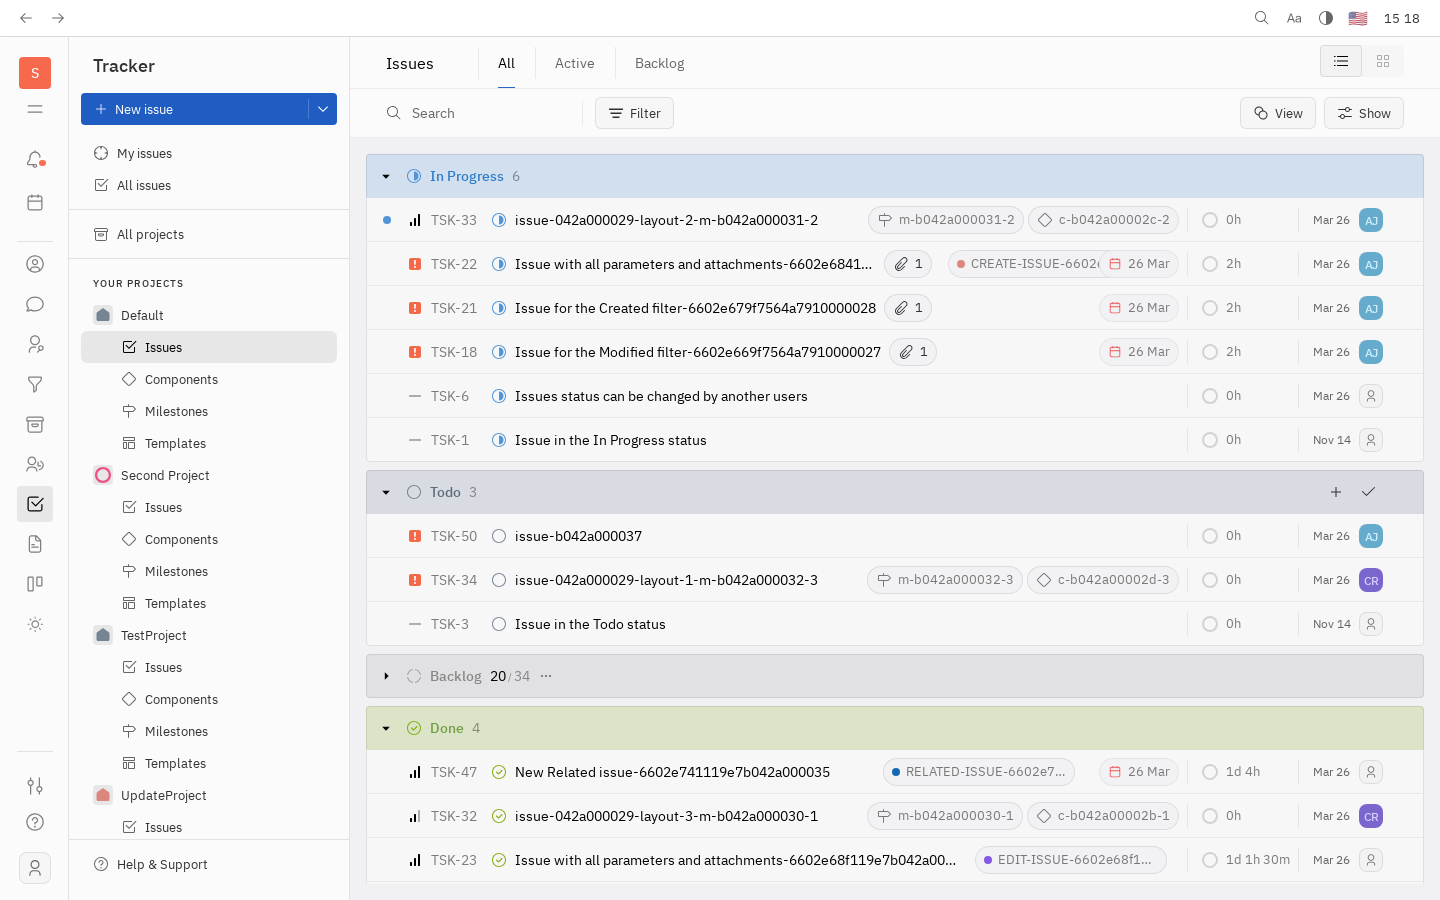 Aa 15 18
S
Tracker
New issue
My issues
All issues
All projects
YOUR PROJECTS
Default
Issues
Components
Milestones
Templates
Second Project
Issues
Components
Milestones
Templates
TestProject
Issues
Components
Milestones
Templates
UpdateProject
Issues
Help & Support
Issues All Active Backlog
Search Filter View Show
In Progress 6
TSK-33 issue-042a000029-layout-2-m-b042a000031-2 m-b042a000031-2 c-b042a00002c-2 0h Mar 26 AJ
TSK-22 Issue with all parameters and attachments-6602e6841... 1 CREATE-ISSUE-6602 26 Mar 2h Mar 26 AJ
TSK-21 Issue for the Created filter-6602e679f7564a7910000028 1 26 Mar 2h Mar 26 AJ
TSK-18 Issue for the Modified filter-6602e669f7564a7910000027 1 26 Mar 2h Mar 26 AJ
TSK-6 Issues status can be changed by another users 0h Mar 26
TSK-1 Issue in the In Progress status 0h Nov 14
Todo 3
TSK-50 issue-b042a000037 0h Mar 26 AJ
TSK-34 issue-042a000029-layout-1-m-b042a000032-3 m-b042a000032-3 c-b042a00002d-3 0h Mar 26 CR
TSK-3 Issue in the Todo status 0h Nov 14
Backlog 20/34 ...
Done 4
TSK-47 New Related issue-6602e741119e7b042a000035 RELATED-ISSUE-6602e7... 26 Mar 1d 4h Mar 26
TSK-32 issue-042a000029-layout-3-m-b042a000030-1 m-b042a000030-1 c-b042a00002b-1 0h Mar 26 CR
TSK-23 Issue with all parameters and attachments-6602e68f119e7b042a00... EDIT-ISSUE-6602e68f1... 1d 1h 30m Mar 26